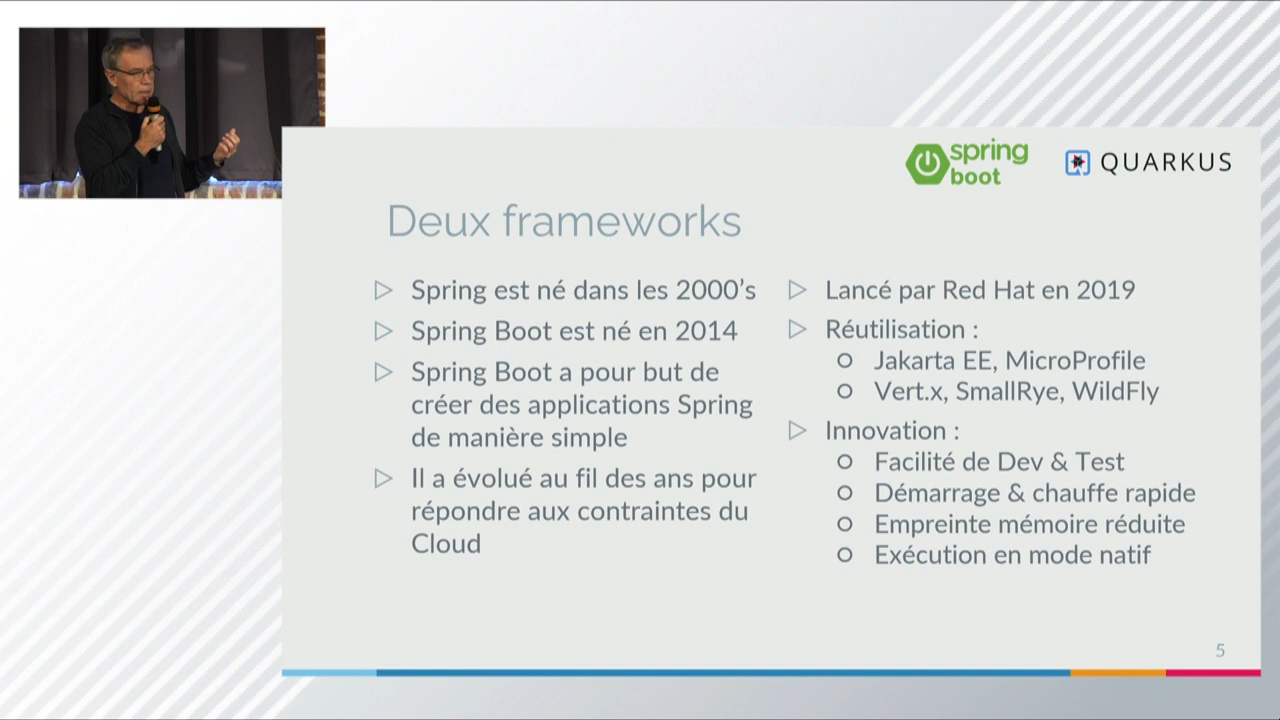 spring
boot
QUARKUS
Deux frameworks
Spring est né dans les 2000’s
Spring Boot est né en 2014
Spring Boot a pour but de
créer des applications Spring
de manière simple
Il a évolué au fil des ans pour
répondre aux contraintes du
Cloud
Lancé par Red Hat en 2019
Réutilisation :
Jakarta EE, MicroProfile
Vert.x, SmallRye, WildFly
Innovation :
Facilité de Dev & Test
Démarrage & chauffe rapide
Empreinte mémoire réduite
Exécution en mode natif
5